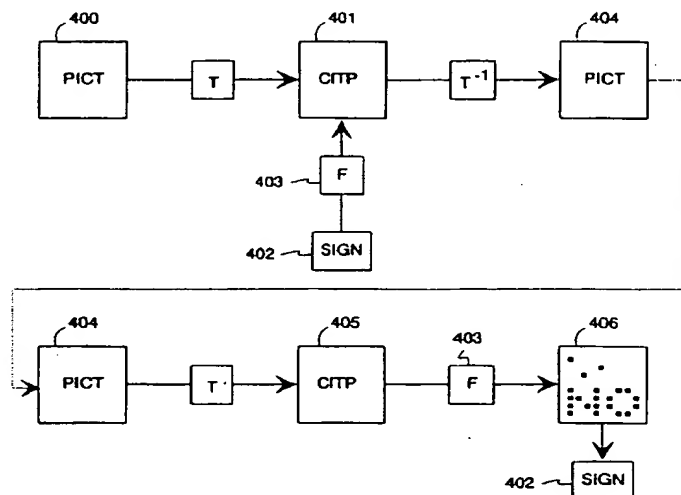 400 401 404
PICT T CITP T⁻¹ PICT
403 F
402 SIGN
404 405 403 406
PICT T CITP F
402 SIGN